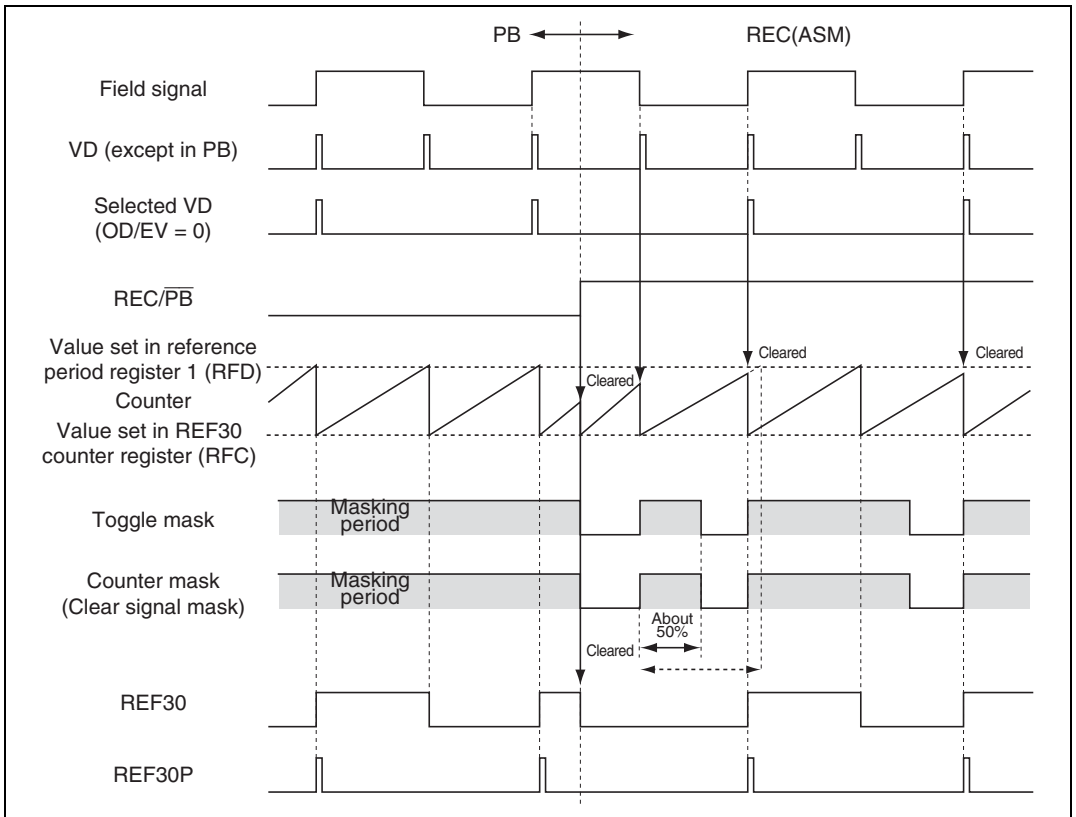 PB
REC(ASM)
Field signal
VD (except in PB)
Selected VD
(OD/EV = 0)
REC/PB
Value set in reference
period register 1 (RFD)
Cleared
Cleared
Cleared
Counter
Value set in REF30
counter register (RFC)
Toggle mask
Masking
period
Counter mask
(Clear signal mask)
Masking
period
About
50%
Cleared
REF30
REF30P